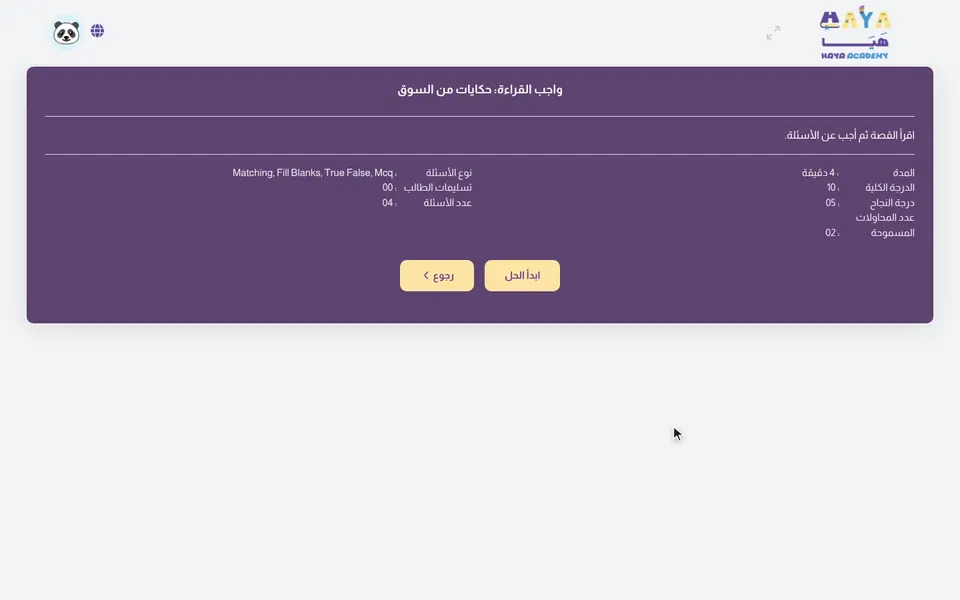 HAYA
هَيَــــا
HAYA ACADEMY
واجب القراءة: حكايات من السوق
اقرأ القصة ثم أجب عن الأسئلة.
المدة : 4 دقيقة
الدرجة الكلية : 10
درجة النجاح : 05
عدد المحاولات
المسموحة : 02
نوع الأسئلة : Matching, Fill Blanks, True False, Mcq
تسليمات الطالب : 00
عدد الأسئلة : 04
ابدأ الحل
رجوع